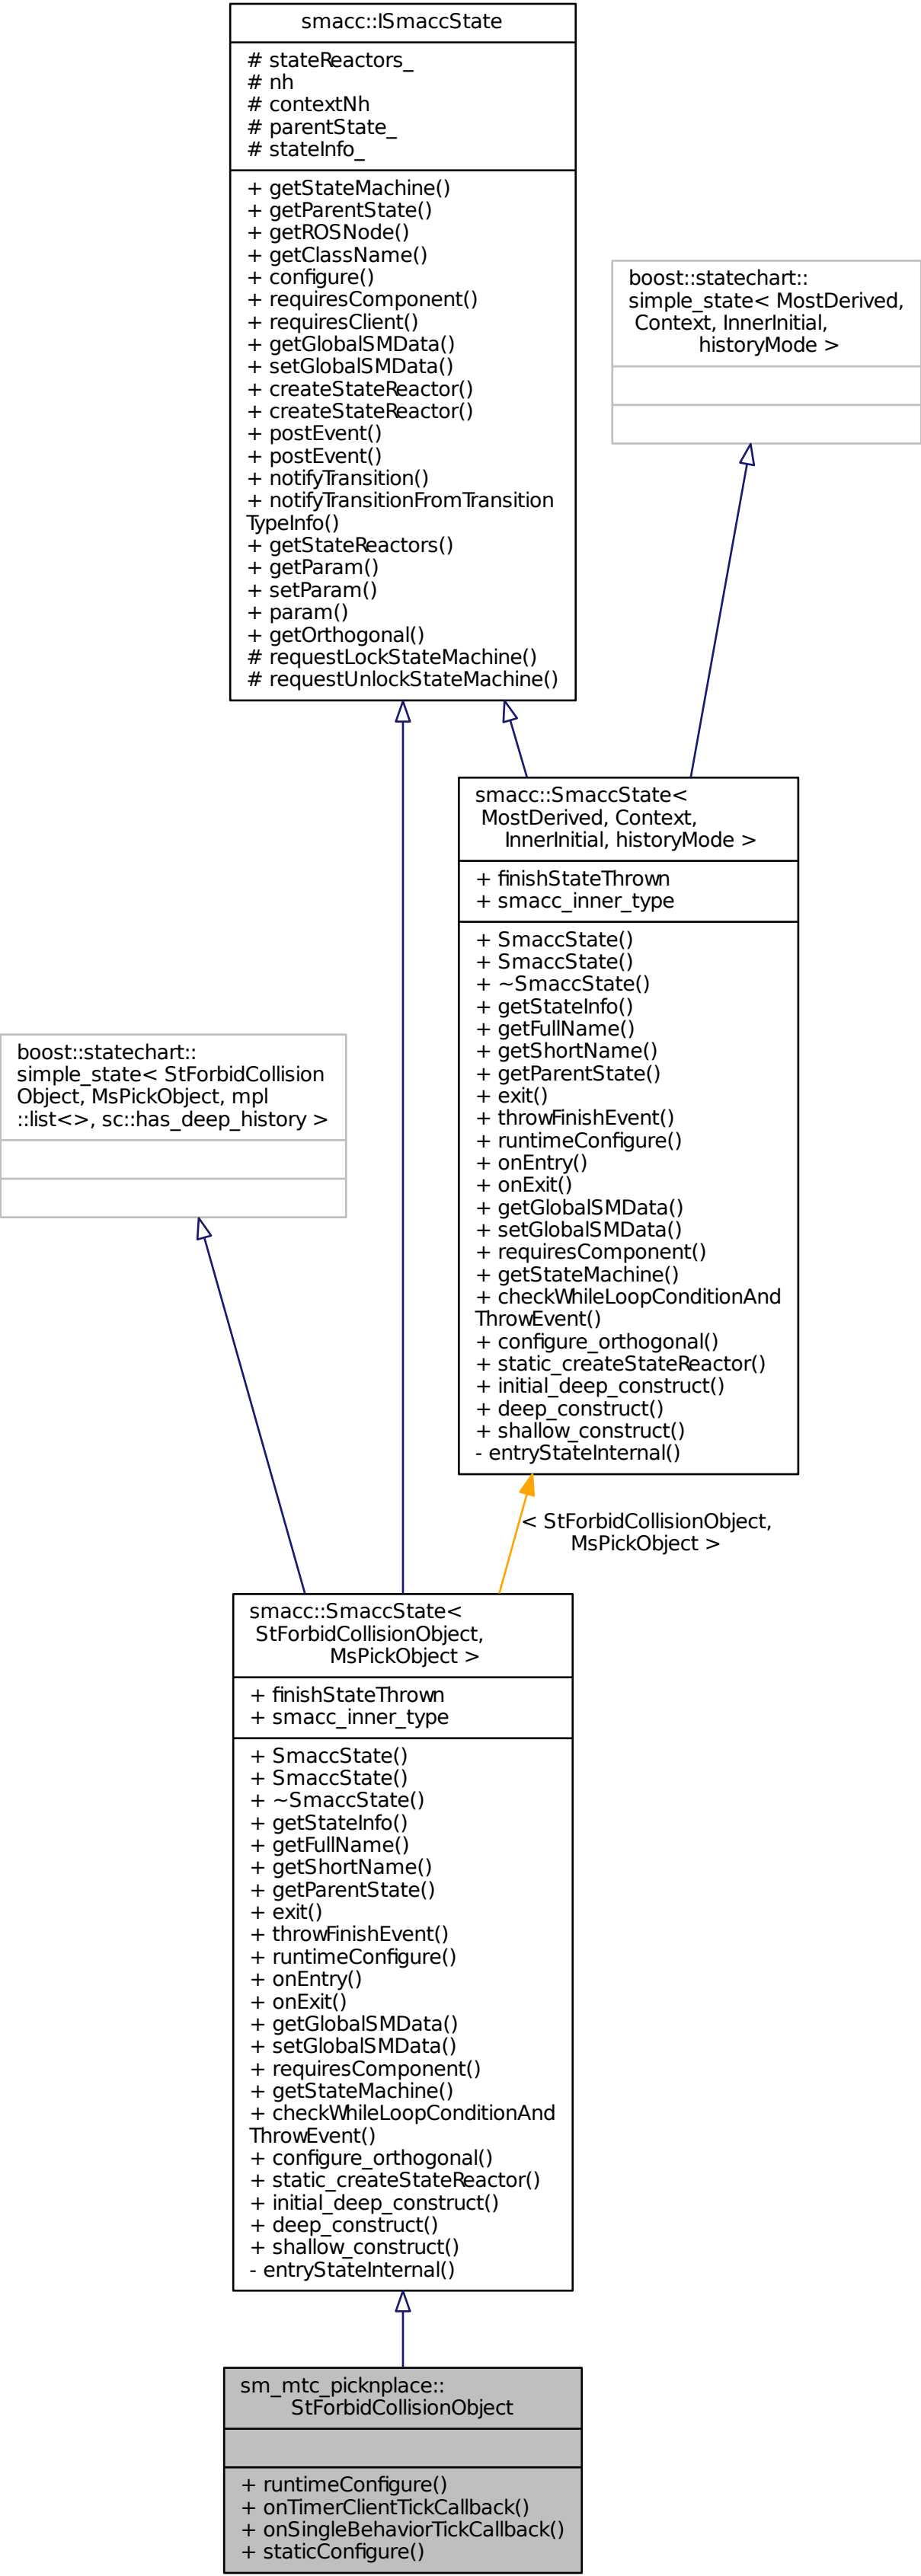 smacc::ISmaccState
# stateReactors_
# nh
# contextNh
# parentState_
# stateInfo_
+ getStateMachine()
+ getParentState()
+ getROSNode()
+ getClassName()
+ configure()
+ requiresComponent()
+ requiresClient()
+ getGlobalSMData()
+ setGlobalSMData()
+ createStateReactor()
+ createStateReactor()
+ postEvent()
+ postEvent()
+ notifyTransition()
+ notifyTransitionFromTransition
TypeInfo()
+ getStateReactors()
+ getParam()
+ setParam()
+ param()
+ getOrthogonal()
# requestLockStateMachine()
# requestUnlockStateMachine()
boost::statechart::
simple_state< MostDerived,
Context, InnerInitial,
historyMode >
smacc::SmaccState<
MostDerived, Context,
InnerInitial, historyMode >
+ finishStateThrown
+ smacc_inner_type
+ SmaccState()
+ SmaccState()
+ ~SmaccState()
+ getStateInfo()
+ getFullName()
+ getShortName()
+ getParentState()
+ exit()
+ throwFinishEvent()
+ runtimeConfigure()
+ onEntry()
+ onExit()
+ getGlobalSMData()
+ setGlobalSMData()
+ requiresComponent()
+ getStateMachine()
+ checkWhileLoopConditionAnd
ThrowEvent()
+ configure_orthogonal()
+ static_createStateReactor()
+ initial_deep_construct()
+ deep_construct()
+ shallow_construct()
- entryStateInternal()
boost::statechart::
simple_state< StForbidCollision
Object, MsPickObject, mpl
::list<>, sc::has_deep_history >
< StForbidCollisionObject,
MsPickObject >
smacc::SmaccState<
StForbidCollisionObject,
MsPickObject >
+ finishStateThrown
+ smacc_inner_type
+ SmaccState()
+ SmaccState()
+ ~SmaccState()
+ getStateInfo()
+ getFullName()
+ getShortName()
+ getParentState()
+ exit()
+ throwFinishEvent()
+ runtimeConfigure()
+ onEntry()
+ onExit()
+ getGlobalSMData()
+ setGlobalSMData()
+ requiresComponent()
+ getStateMachine()
+ checkWhileLoopConditionAnd
ThrowEvent()
+ configure_orthogonal()
+ static_createStateReactor()
+ initial_deep_construct()
+ deep_construct()
+ shallow_construct()
- entryStateInternal()
sm_mtc_picknplace::
StForbidCollisionObject
+ runtimeConfigure()
+ onTimerClientTickCallback()
+ onSingleBehaviorTickCallback()
+ staticConfigure()